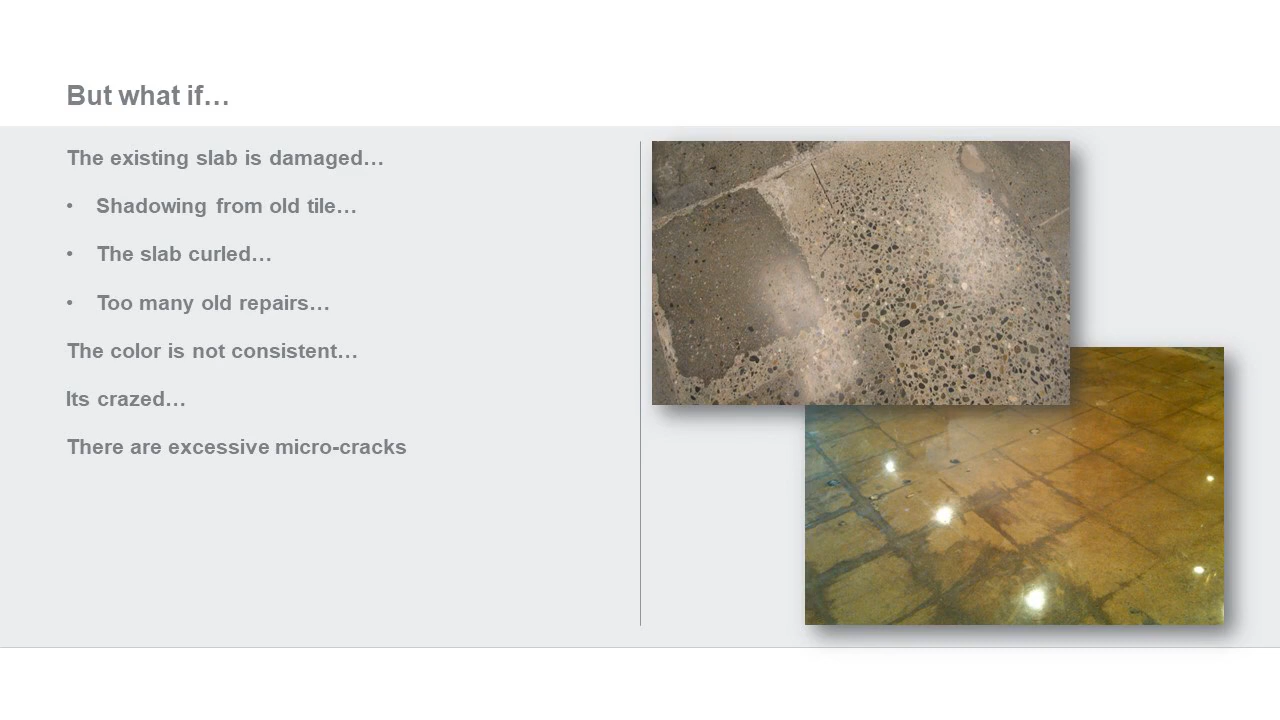 But what if…
The existing slab is damaged…
• Shadowing from old tile…
• The slab curled…
• Too many old repairs…
The color is not consistent…
Its crazed…
There are excessive micro-cracks